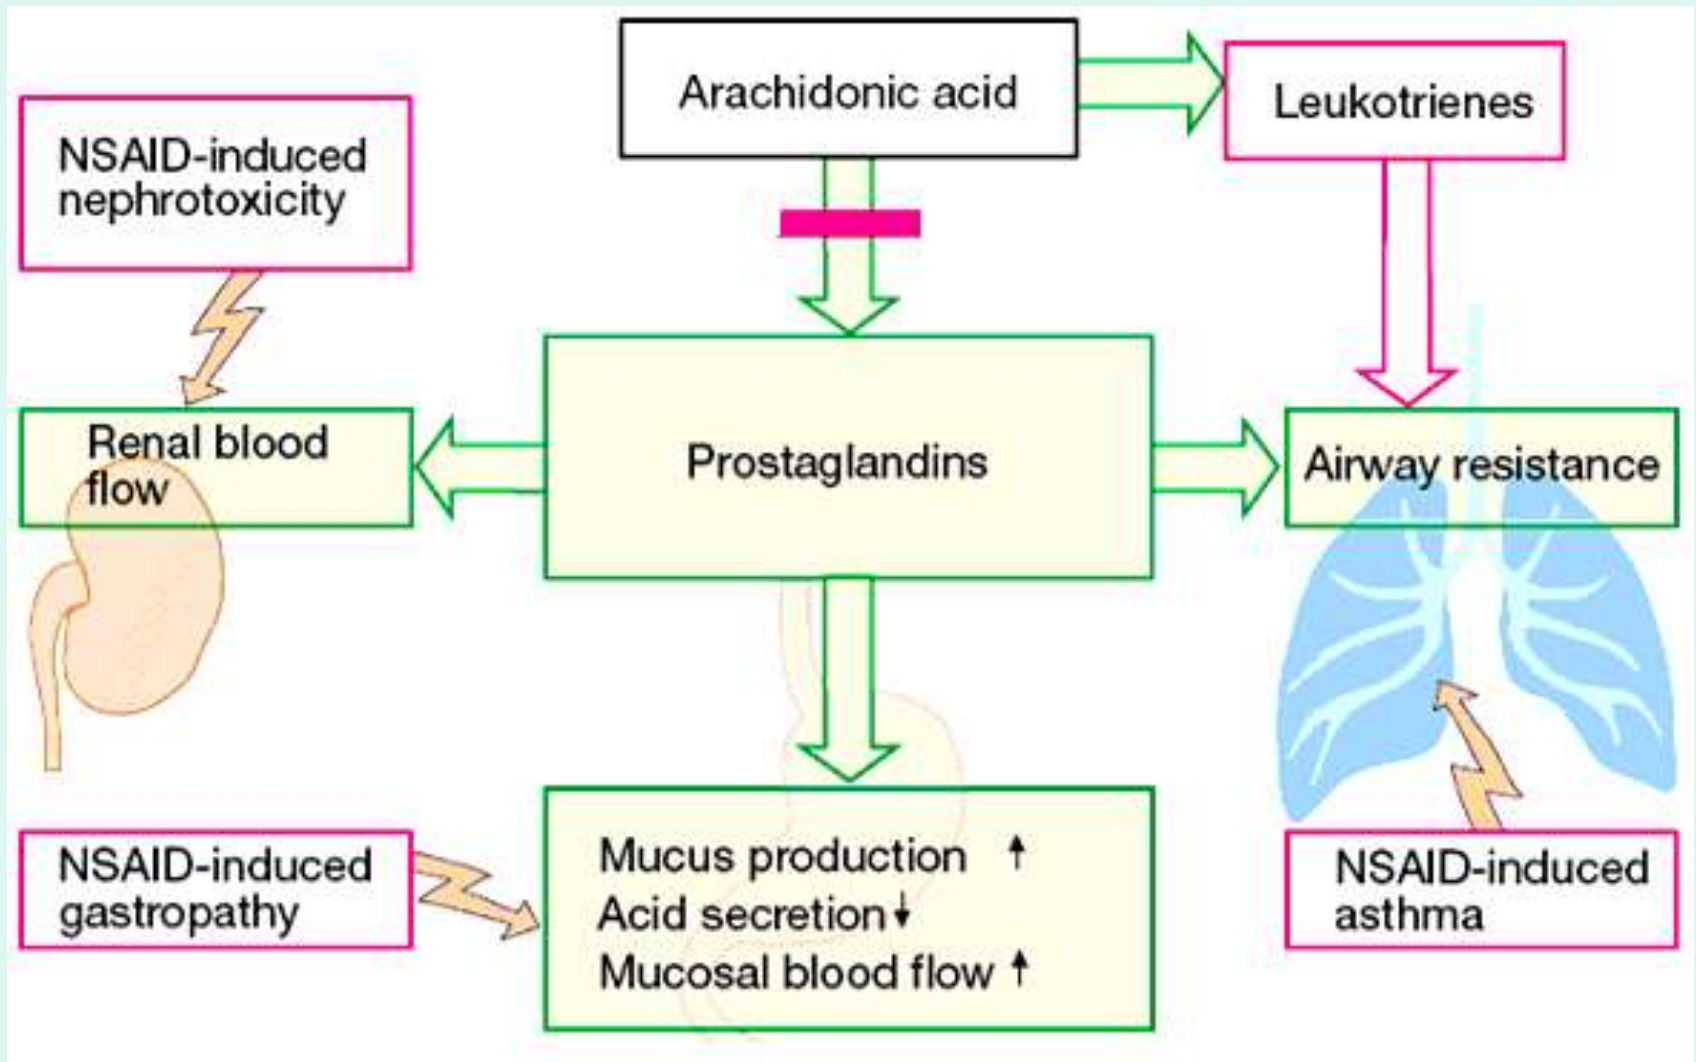 Arachidonic acid
Leukotrienes
NSAID-induced
nephrotoxicity
Renal blood
flow
Prostaglandins
Airway resistance
NSAID-induced
gastropathy
Mucus production ↑
Acid secretion ↓
Mucosal blood flow ↑
NSAID-induced
asthma